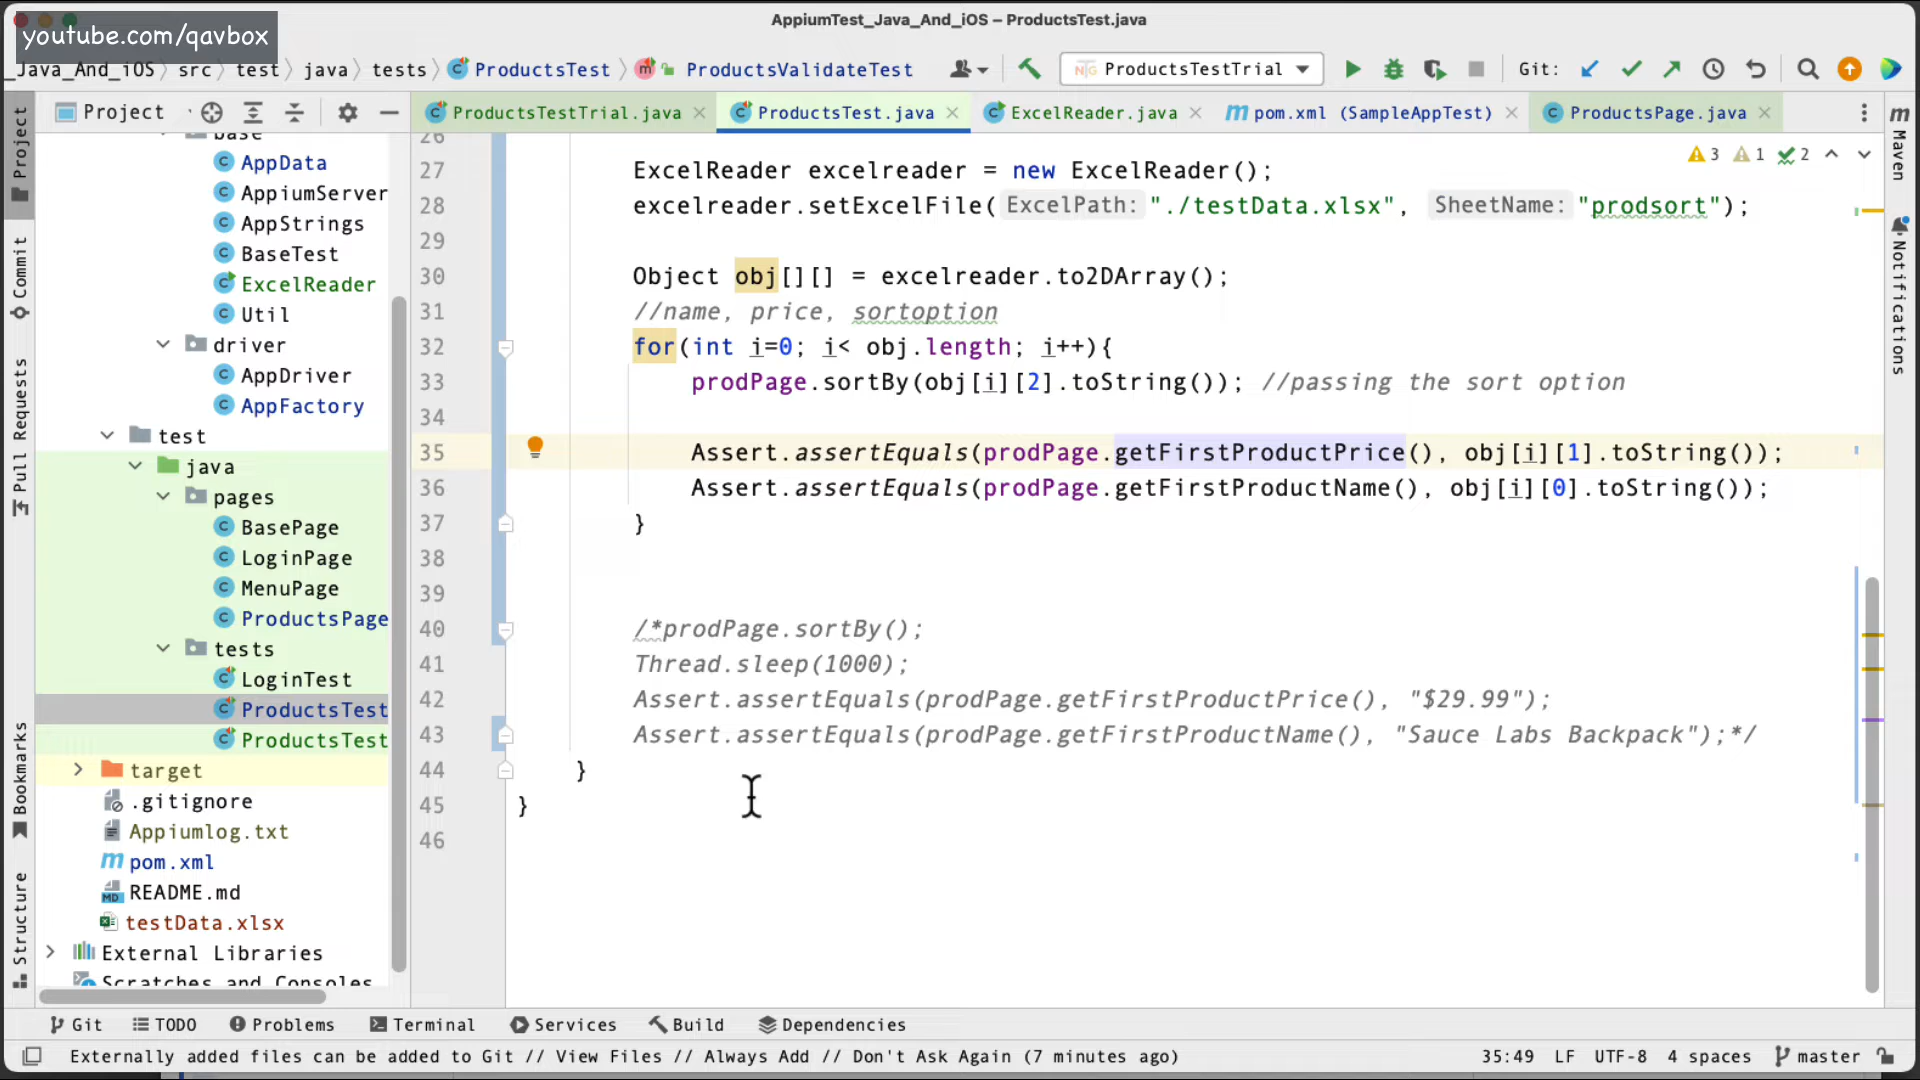 AppiumTest_Java_And_iOS – ProductsTest.java
youtube.com/qavbox
_Java_And_iOS > src > test > java > tests > ProductsTest > ProductsValidateTest
ProductsTestTrial
Git:
Project
ProductsTestTrial.java
ProductsTest.java
ExcelReader.java
pom.xml (SampleAppTest)
ProductsPage.java
Project
Commit
Pull Requests
Bookmarks
Structure
base
AppData
AppiumServer
AppStrings
BaseTest
ExcelReader
Util
driver
AppDriver
AppFactory
test
java
pages
BasePage
LoginPage
MenuPage
ProductsPage
tests
LoginTest
ProductsTest
ProductsTest
target
.gitignore
Appiumlog.txt
pom.xml
README.md
testData.xlsx
External Libraries
Scratches and Consoles
3 1 2
26
27 ExcelReader excelreader = new ExcelReader();
28 excelreader.setExcelFile( ExcelPath: "./testData.xlsx", SheetName: "prodsort");
29
30 Object obj[][] = excelreader.to2DArray();
31 //name, price, sortoption
32 for(int i=0; i< obj.length; i++){
33 prodPage.sortBy(obj[i][2].toString()); //passing the sort option
34
35 Assert.assertEquals(prodPage.getFirstProductPrice(), obj[i][1].toString());
36 Assert.assertEquals(prodPage.getFirstProductName(), obj[i][0].toString());
37 }
38
39
40 /*prodPage.sortBy();
41 Thread.sleep(1000);
42 Assert.assertEquals(prodPage.getFirstProductPrice(), "$29.99");
43 Assert.assertEquals(prodPage.getFirstProductName(), "Sauce Labs Backpack");*/
44 }
45 }
46
m
Maven
Notifications
Git TODO Problems Terminal Services Build Dependencies
Externally added files can be added to Git // View Files // Always Add // Don't Ask Again (7 minutes ago)
35:49 LF UTF-8 4 spaces master